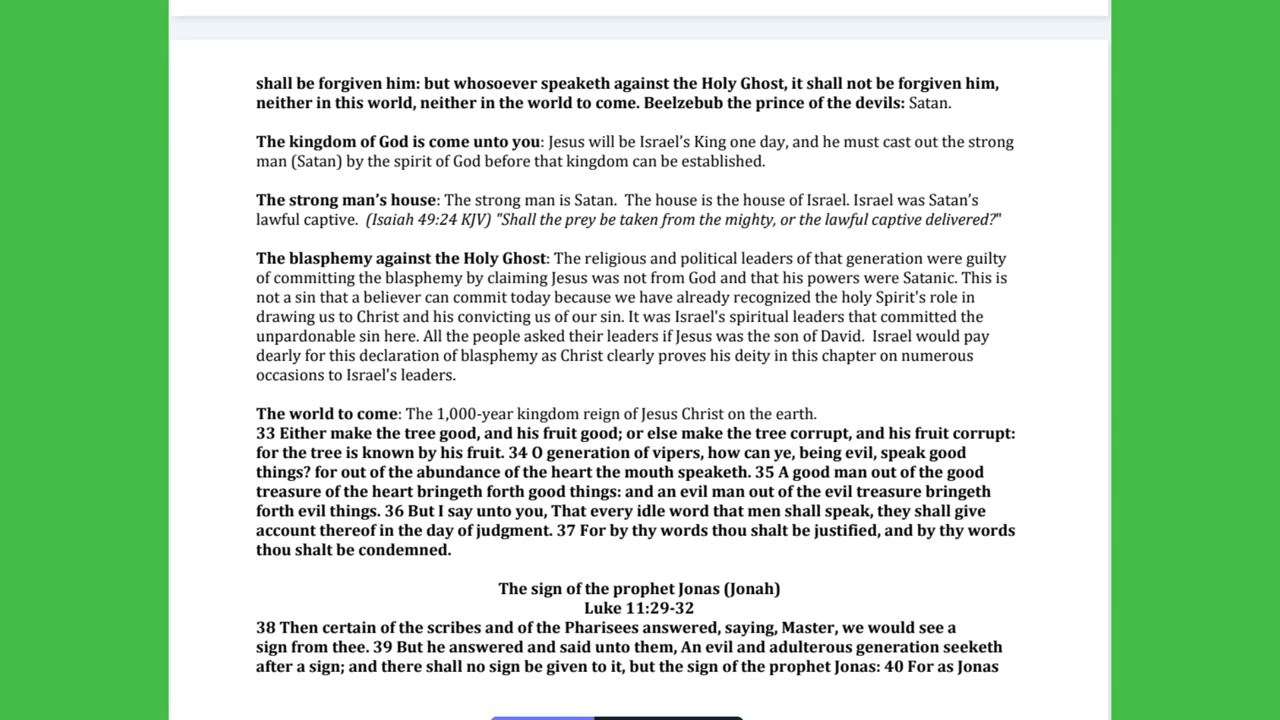 shall be forgiven him: but whosoever speaketh against the Holy Ghost, it shall not be forgiven him,
neither in this world, neither in the world to come. Beelzebub the prince of the devils: Satan.
The kingdom of God is come unto you: Jesus will be Israel’s King one day, and he must cast out the strong
man (Satan) by the spirit of God before that kingdom can be established.
The strong man’s house: The strong man is Satan.  The house is the house of Israel. Israel was Satan’s
lawful captive.  (Isaiah 49:24 KJV) "Shall the prey be taken from the mighty, or the lawful captive delivered?"
The blasphemy against the Holy Ghost: The religious and political leaders of that generation were guilty
of committing the blasphemy by claiming Jesus was not from God and that his powers were Satanic. This is
not a sin that a believer can commit today because we have already recognized the holy Spirit's role in
drawing us to Christ and his convicting us of our sin. It was Israel's spiritual leaders that committed the
unpardonable sin here. All the people asked their leaders if Jesus was the son of David.  Israel would pay
dearly for this declaration of blasphemy as Christ clearly proves his deity in this chapter on numerous
occasions to Israel's leaders.
The world to come: The 1,000-year kingdom reign of Jesus Christ on the earth.
33 Either make the tree good, and his fruit good; or else make the tree corrupt, and his fruit corrupt:
for the tree is known by his fruit. 34 O generation of vipers, how can ye, being evil, speak good
things? for out of the abundance of the heart the mouth speaketh. 35 A good man out of the good
treasure of the heart bringeth forth good things: and an evil man out of the evil treasure bringeth
forth evil things. 36 But I say unto you, That every idle word that men shall speak, they shall give
account thereof in the day of judgment. 37 For by thy words thou shalt be justified, and by thy words
thou shalt be condemned.
The sign of the prophet Jonas (Jonah)
Luke 11:29-32
38 Then certain of the scribes and of the Pharisees answered, saying, Master, we would see a
sign from thee. 39 But he answered and said unto them, An evil and adulterous generation seeketh
after a sign; and there shall no sign be given to it, but the sign of the prophet Jonas: 40 For as Jonas